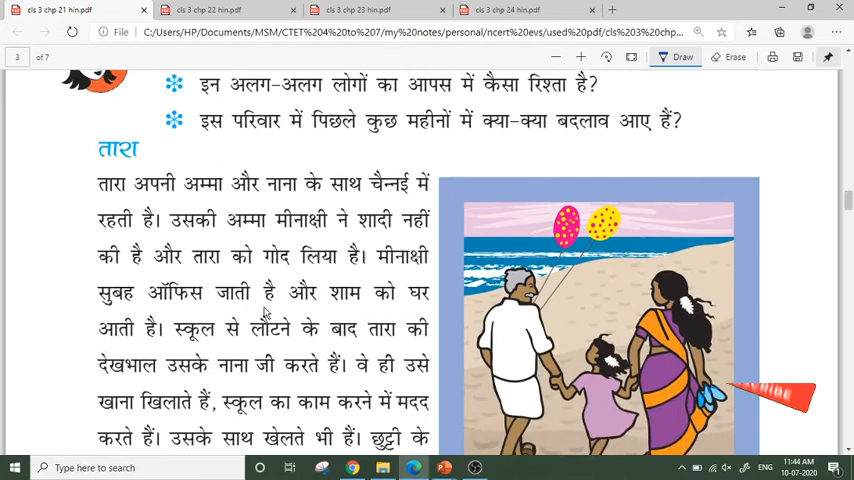 cls 3 chp 21 hin.pdf
cls 3 chp 22 hin.pdf
cls 3 chp 23 hin.pdf
cls 3 chp 24 hin.pdf
C:/Users/HP/Documents/MSM/CTET%204%20to%207/my%20notes/personal/ncert%20evs/used%20pdf/cls%203%20chp...
3 of 7
Draw
Erase
इन अलग-अलग लोगों का आपस में कैसा रिश्ता है?
इस परिवार में पिछले कुछ महीनों में क्या-क्या बदलाव आए हैं?
तारा
तारा अपनी अम्मा और नाना के साथ चैन्नई में
रहती है। उसकी अम्मा मीनाक्षी ने शादी नहीं
की है और तारा को गोद लिया है। मीनाक्षी
सुबह ऑफिस जाती है और शाम को घर
आती है। स्कूल से लौटने के बाद तारा की
देखभाल उसके नाना जी करते हैं। वे ही उसे
खाना खिलाते हैं, स्कूल का काम करने में मदद
करते हैं। उसके साथ खेलते भी हैं। छुट्टी के
Type here to search
ENG
11:44 AM
10-07-2020